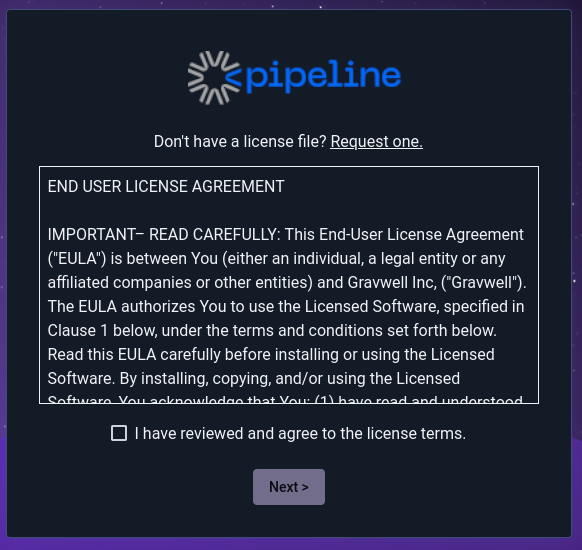 pipeline
Don't have a license file? Request one.
END USER LICENSE AGREEMENT
IMPORTANT– READ CAREFULLY: This End-User License Agreement
("EULA") is between You (either an individual, a legal entity or any
affiliated companies or other entities) and Gravwell Inc, ("Gravwell").
The EULA authorizes You to use the Licensed Software, specified in
Clause 1 below, under the terms and conditions set forth below.
Read this EULA carefully before installing or using the Licensed
Software. By installing, copying, and/or using the Licensed
Software, You acknowledge that You: (1) have read and understood
I have reviewed and agree to the license terms.
Next >